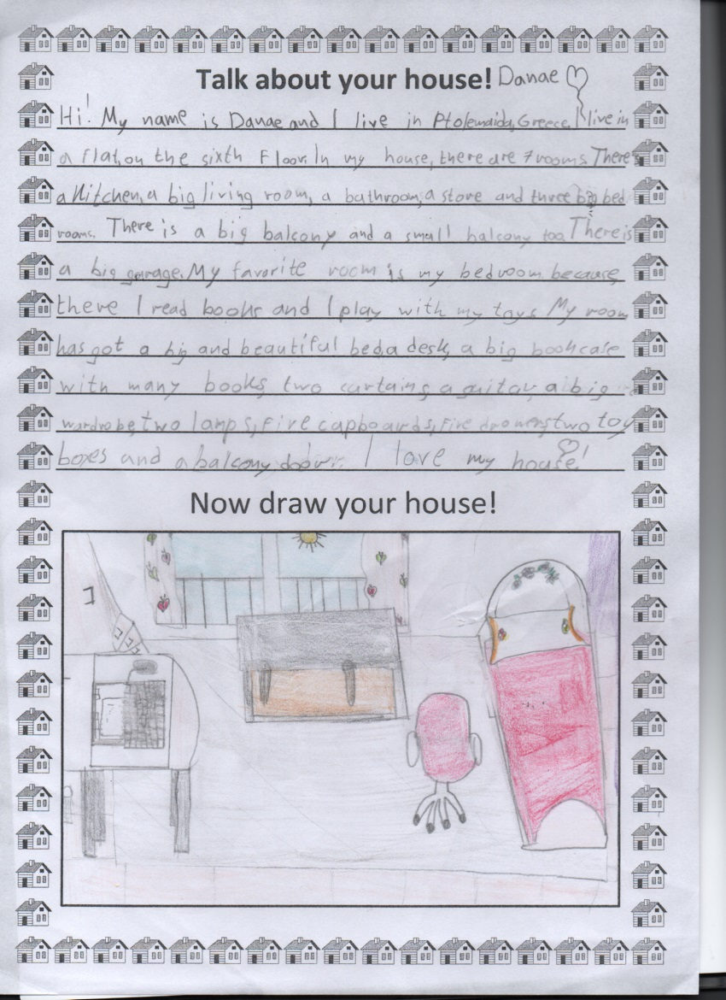 Talk about your house! Danae
Hi! My name is Danae and I live in Ptolemaida, Greece. I live in
a flat, on the sixth floor. In my house, there are 7 rooms. There's
a kitchen, a big living room, a bathroom, a store and three big bed
rooms. There is a big balcony and a small balcony too. There is
a big garage. My favorite room is my bedroom because
there I read books and I play with my toys. My room
has got a big and beautiful bed, a desk, a big bookcase
with many books, two curtains, a guitar, a big
wardrobe, two lamps, five capboards, five drowers, two toy
boxes and a balcony door. I love my house!
Now draw your house!